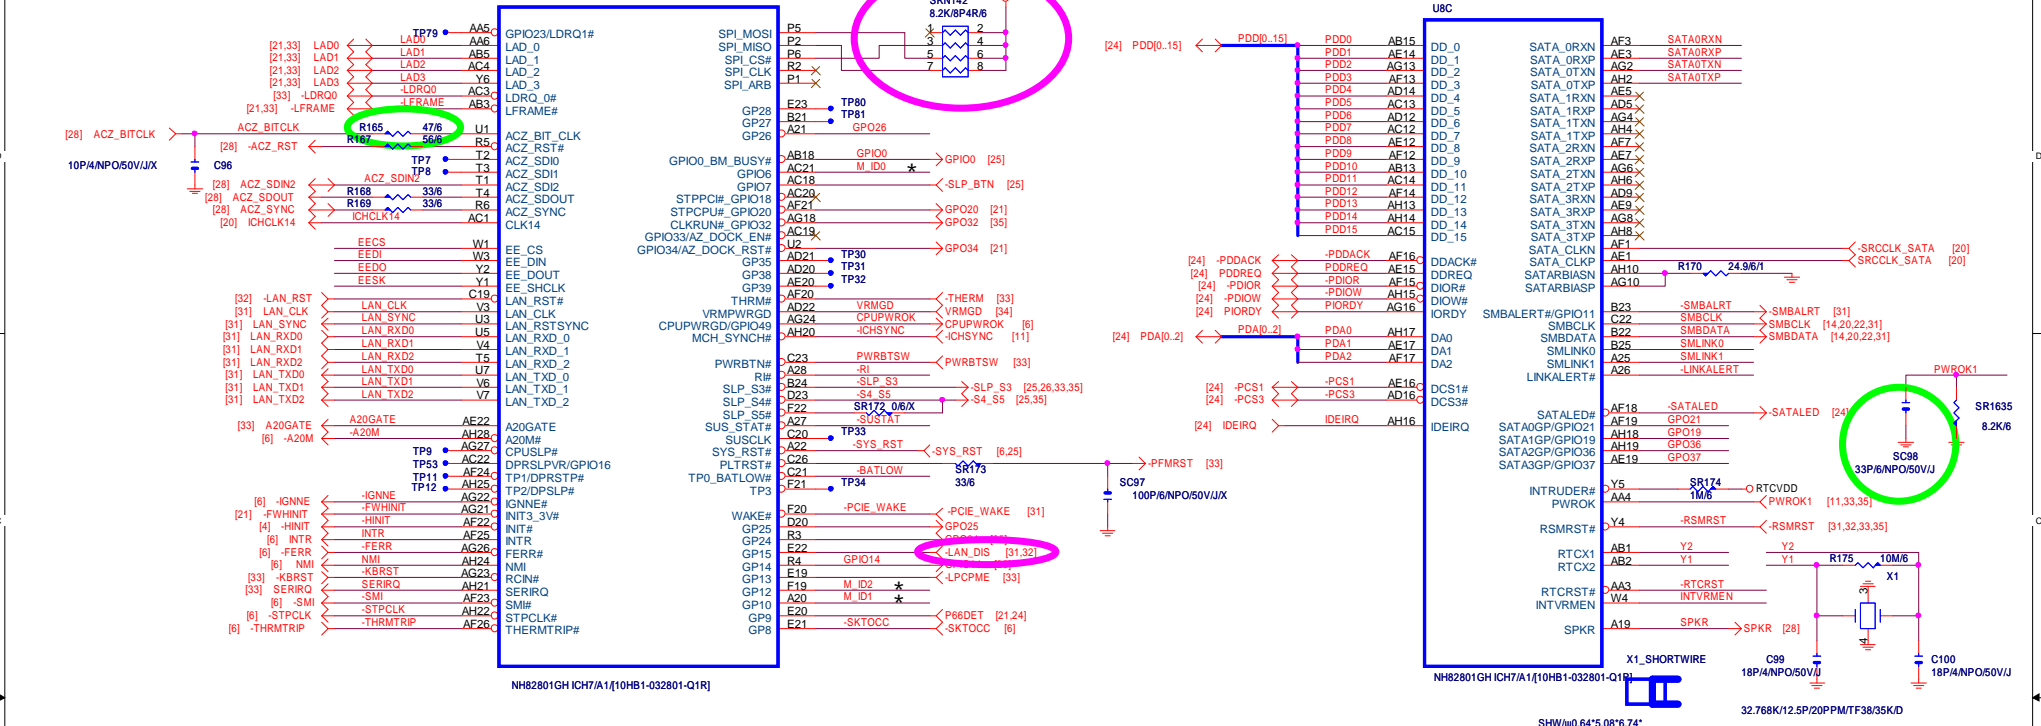 SRN142
8.2K/8P4R/6
1 2
3 4
5 6
7 8
TP79 AA5 GPIO23/LDRQ1#
[21,33] LAD0 LAD0 AA6 LAD_0
[21,33] LAD1 LAD1 AB5 LAD_1
[21,33] LAD2 LAD2 AC4 LAD_2
[21,33] LAD3 LAD3 Y6 LAD_3
[33] -LDRQ0 -LDRQ0 AC3 LDRQ_0#
[21,33] -LFRAME -LFRAME AB3 LFRAME#
[28] ACZ_BITCLK ACZ_BITCLK R165 47/6 U1 ACZ_BIT_CLK
[28] -ACZ_RST R167 56/6 R5 ACZ_RST#
10P/4/NPO/50V/J/X C96
TP7 T2 ACZ_SDI0
TP8 T3 ACZ_SDI1
[28] ACZ_SDIN2 ACZ_SDIN2 T1 ACZ_SDI2
[28] ACZ_SDOUT R168 33/6 T4 ACZ_SDOUT
[28] ACZ_SYNC R169 33/6 R6 ACZ_SYNC
[20] ICHCLK14 ICHCLK14 AC1 CLK14
EECS W1 EE_CS
EEDI W3 EE_DIN
EEDO Y2 EE_DOUT
EESK Y1 EE_SHCLK
[32] -LAN_RST C19 LAN_RST#
[31] LAN_CLK LAN_CLK V3 LAN_CLK
[31] LAN_SYNC LAN_SYNC U3 LAN_RSTSYNC
[31] LAN_RXD0 LAN_RXD0 U5 LAN_RXD_0
[31] LAN_RXD1 LAN_RXD1 V4 LAN_RXD_1
[31] LAN_RXD2 LAN_RXD2 T5 LAN_RXD_2
[31] LAN_TXD0 LAN_TXD0 U7 LAN_TXD_0
[31] LAN_TXD1 LAN_TXD1 V6 LAN_TXD_1
[31] LAN_TXD2 LAN_TXD2 V7 LAN_TXD_2
[33] A20GATE A20GATE AE22 A20GATE
[6] -A20M -A20M AH28 A20M#
TP9 AG27 CPUSLP#
TP53 AC22 DPRSLPVR/GPIO16
TP11 AF24 TP1/DPRSTP#
TP12 AH25 TP2/DPSLP#
[6] -IGNNE -IGNNE AG22 IGNNE#
[21] -FWHINIT -FWHINIT AG21 INIT3_3V#
[4] -HINIT -HINIT AF22 INIT#
[6] INTR INTR AF25 INTR
[6] -FERR -FERR AG26 FERR#
[6] NMI NMI AH24 NMI
[33] -KBRST -KBRST AG23 RCIN#
[33] SERIRQ SERIRQ AH21 SERIRQ
[6] -SMI -SMI AF23 SMI#
[6] -STPCLK -STPCLK AH22 STPCLK#
[6] -THRMTRIP -THRMTRIP AF26 THERMTRIP#
SPI_MOSI P5
SPI_MISO P2
SPI_CS# P6
SPI_CLK R2
SPI_ARB P1
GP28 E23 TP80
GP27 B21 TP81
GP26 A21 GPO26
GPIO0_BM_BUSY# AB18 GPIO0 GPIO0 [25]
GPIO6 AC21 M_ID0 *
GPIO7 AC18 -SLP_BTN [25]
STPPCI#_GPIO18 AC20
STPCPU#_GPIO20 AF21 GPO20 [21]
CLKRUN#_GPIO32 AG18 GPO32 [35]
GPIO33/AZ_DOCK_EN# AC19
GPIO34/AZ_DOCK_RST# U2 GPO34 [21]
GP35 AD21 TP30
GP38 AD20 TP31
GP39 AE20 TP32
THRM# AF20 -THERM [33]
VRMPWRGD AD22 VRMGD VRMGD [34]
CPUPWRGD/GPIO49 AG24 CPUPWROK CPUPWROK [6]
MCH_SYNCH# AH20 -ICHSYNC -ICHSYNC [11]
PWRBTN# C23 PWRBTSW PWRBTSW [33]
RI# A28 -RI
SLP_S3# B24 -SLP_S3 -SLP_S3 [25,26,33,35]
SLP_S4# D23 -S4_S5 -S4_S5 [25,35]
SLP_S5# F22 SR172 0/6/X
SUS_STAT# A27 -SUSTAT
SUSCLK C20 TP33
SYS_RST# A22 -SYS_RST -SYS_RST [6,25]
PLTRST# C26 SR173 33/6 -PFMRST [33]
TP0_BATLOW# C21 -BATLOW
TP3 F21 TP34
SC97
100P/6/NPO/50V/J/X
WAKE# F20 -PCIE_WAKE -PCIE_WAKE [31]
GP25 D20 GPO25
GP24 R3
GP15 E22 -LAN_DIS [31,32]
GP14 R4 GPIO14
GP13 E19 -LPCPME [33]
GP12 F19 M_ID2 *
GP10 A20 M_ID1 *
GP9 E20 P66DET [21,24]
GP8 E21 -SKTOCC -SKTOCC [6]
NH82801GH ICH7/A1/[10HB1-032801-Q1R]
U8C
[24] PDD[0..15] PDD[0..15] PDD0 AB15 DD_0
PDD1 AE14 DD_1
PDD2 AG13 DD_2
PDD3 AF13 DD_3
PDD4 AD14 DD_4
PDD5 AC13 DD_5
PDD6 AD12 DD_6
PDD7 AC12 DD_7
PDD8 AE12 DD_8
PDD9 AF12 DD_9
PDD10 AB13 DD_10
PDD11 AC14 DD_11
PDD12 AF14 DD_12
PDD13 AH13 DD_13
PDD14 AH14 DD_14
PDD15 AC15 DD_15
[24] -PDDACK -PDDACK AF16 DDACK#
[24] PDDREQ PDDREQ AE15 DDREQ
[24] -PDIOR -PDIOR AF15 DIOR#
[24] -PDIOW -PDIOW AH15 DIOW#
[24] PIORDY PIORDY AG16 IORDY
[24] PDA[0..2] PDA[0..2] PDA0 AH17 DA0
PDA1 AE17 DA1
PDA2 AF17 DA2
[24] -PCS1 -PCS1 AE16 DCS1#
[24] -PCS3 -PCS3 AD16 DCS3#
[24] IDEIRQ IDEIRQ AH16 IDEIRQ
SATA_0RXN AF3 SATA0RXN
SATA_0RXP AE3 SATA0RXP
SATA_0TXN AG2 SATA0TXN
SATA_0TXP AH2 SATA0TXP
SATA_1RXN AE5
SATA_1RXP AD5
SATA_1TXN AG4
SATA_1TXP AH4
SATA_2RXN AF7
SATA_2RXP AE7
SATA_2TXN AG6
SATA_2TXP AH6
SATA_3RXN AD9
SATA_3RXP AE9
SATA_3TXN AG8
SATA_3TXP AH8
SATA_CLKN AF1 -SRCCLK_SATA [20]
SATA_CLKP AE1 SRCCLK_SATA [20]
SATARBIASN AH10 R170 24.9/6/1
SATARBIASP AG10
SMBALERT#/GPIO11 B23 -SMBALRT -SMBALRT [31]
SMBCLK C22 SMBCLK SMBCLK [14,20,22,31]
SMBDATA B22 SMBDATA SMBDATA [14,20,22,31]
SMLINK0 B25 SMLINK0
SMLINK1 A25 SMLINK1
LINKALERT# A26 -LINKALERT
PWROK1
SR1635
8.2K/6
SC98
33P/6/NPO/50V/J
SATALED# AF18 -SATALED -SATALED [24]
SATA0GP/GPIO21 AF19 GPO21
SATA1GP/GPIO19 AH18 GPO19
SATA2GP/GPIO36 AH19 GPO36
SATA3GP/GPIO37 AE19 GPO37
INTRUDER# Y5 SR174 1M/6 RTCVDD
PWROK AA4 PWROK1 [11,33,35]
RSMRST# Y4 -RSMRST -RSMRST [31,32,33,35]
RTCX1 AB1 Y2 Y2
RTCX2 AB2 Y1 Y1 R175 10M/6
X1
3
4
RTCRST# AA3 -RTCRST
INTVRMEN W4 INTVRMEN
SPKR A19 SPKR SPKR [28]
X1_SHORTWIRE
C99
18P/4/NPO/50V/J
C100
18P/4/NPO/50V/J
NH82801GH ICH7/A1/[10HB1-032801-Q1R]
32.768K/12.5P/20PPM/TF38/35K/D
SHW/w0.64*5.08*6.74*
D
D
C
C